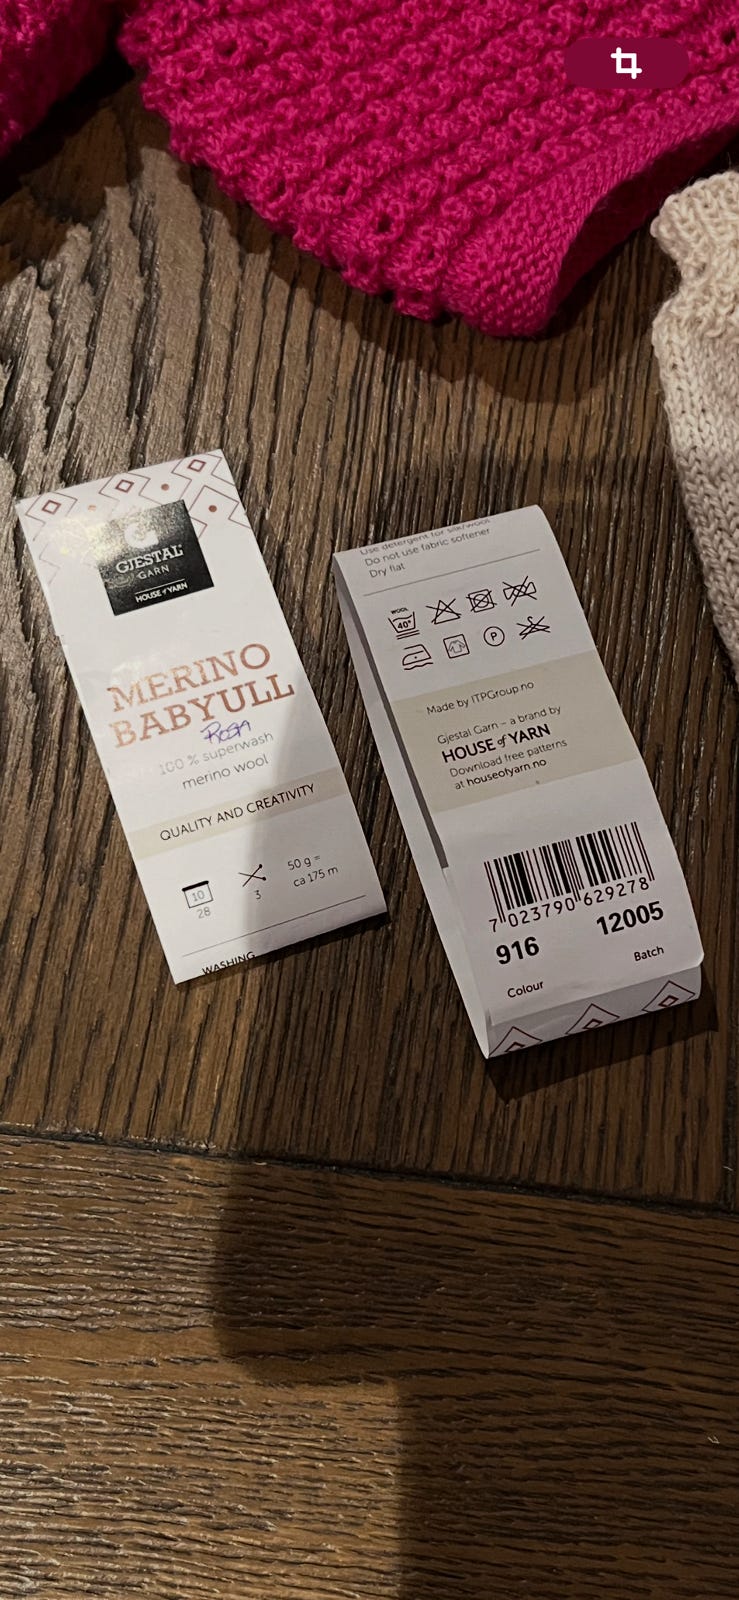 GJESTAL
GARN
HOUSE of YARN
MERINO
BABYULL
Rosa
100 % superwash
merino wool
QUALITY AND CREATIVITY
10
28
3
50 g =
ca 175 m
WASHING
Use detergent for silk/wool
Do not use fabric softener
Dry flat
WOOL
40°
P
Made by ITPGroup.no
Gjestal Garn – a brand by
HOUSE of YARN
Download free patterns
at houseofyarn.no
7 023790 629278
916 12005
Colour Batch